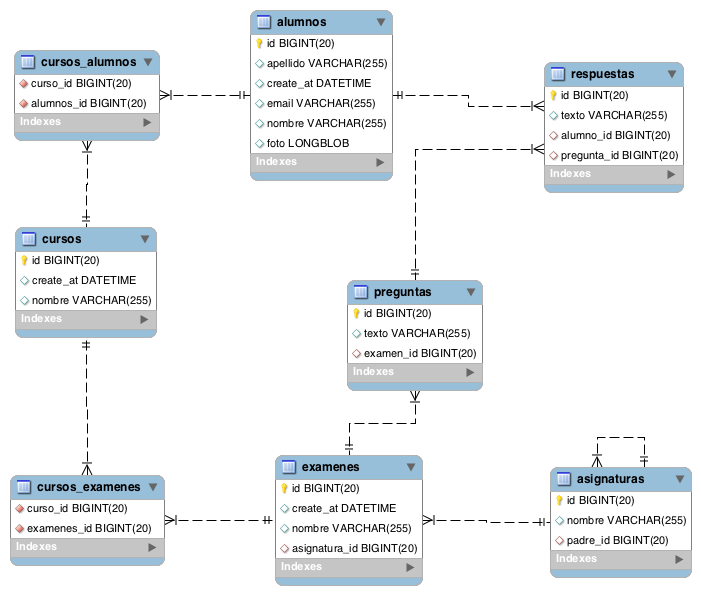 alumnos
id BIGINT(20)
apellido VARCHAR(255)
create_at DATETIME
email VARCHAR(255)
nombre VARCHAR(255)
foto LONGBLOB
Indexes
cursos_alumnos
curso_id BIGINT(20)
alumnos_id BIGINT(20)
Indexes
respuestas
id BIGINT(20)
texto VARCHAR(255)
alumno_id BIGINT(20)
pregunta_id BIGINT(20)
Indexes
cursos
id BIGINT(20)
create_at DATETIME
nombre VARCHAR(255)
Indexes
preguntas
id BIGINT(20)
texto VARCHAR(255)
examen_id BIGINT(20)
Indexes
cursos_examenes
curso_id BIGINT(20)
examenes_id BIGINT(20)
Indexes
examenes
id BIGINT(20)
create_at DATETIME
nombre VARCHAR(255)
asignatura_id BIGINT(20)
Indexes
asignaturas
id BIGINT(20)
nombre VARCHAR(255)
padre_id BIGINT(20)
Indexes